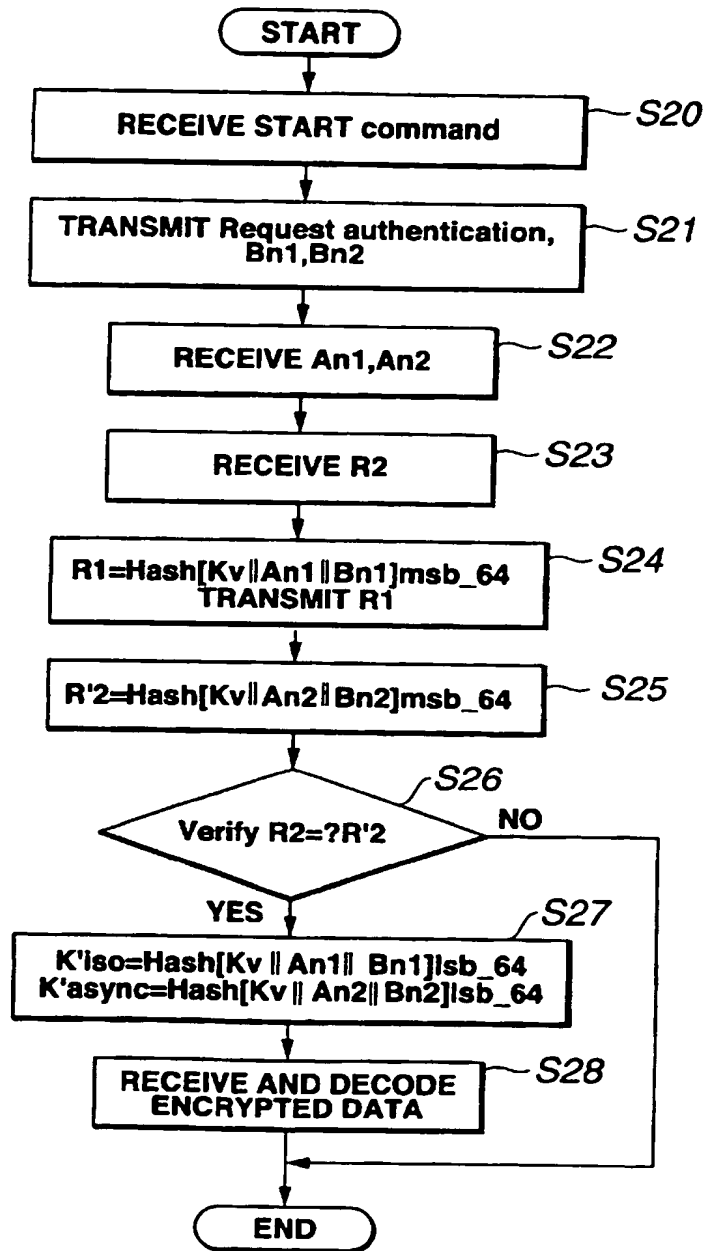 START
RECEIVE START command
S20
TRANSMIT Request authentication,
Bn1,Bn2
S21
RECEIVE An1,An2
S22
RECEIVE R2
S23
R1=Hash[Kv||An1||Bn1]msb_64
TRANSMIT R1
S24
R'2=Hash[Kv||An2||Bn2]msb_64
S25
Verify R2=?R'2
S26
NO
YES
K'iso=Hash[Kv || An1|| Bn1]lsb_64
K'async=Hash[Kv || An2|| Bn2]lsb_64
S27
RECEIVE AND DECODE
ENCRYPTED DATA
S28
END